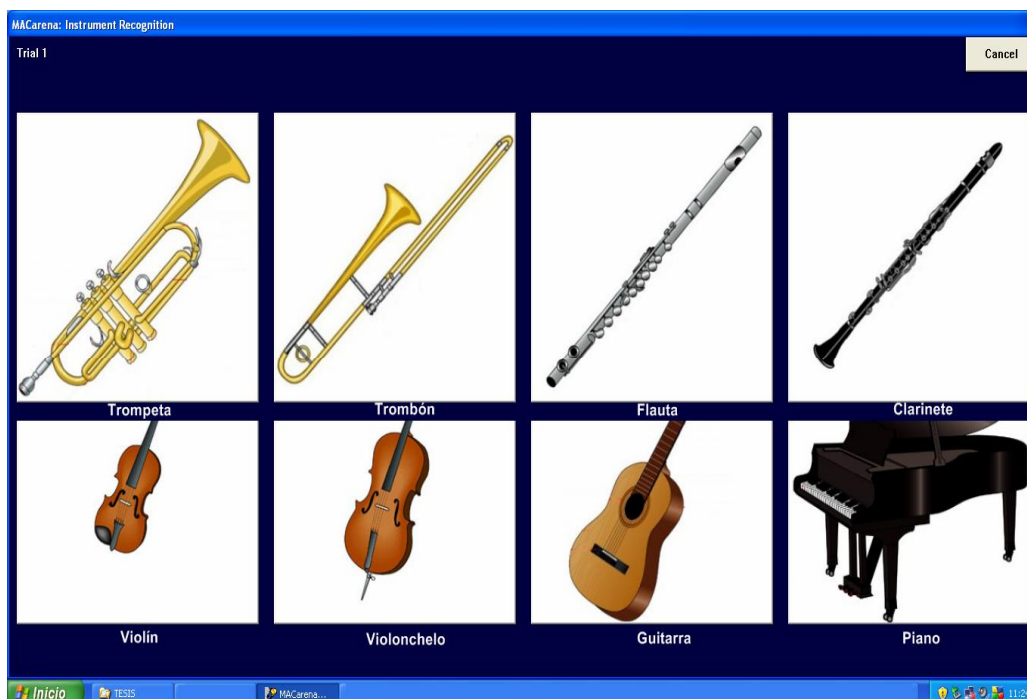 MACarena: Instrument Recognition
Trial 1
Cancel
Trompeta
Trombón
Flauta
Clarinete
Violín
Violonchelo
Guitarra
Piano
Inicio
TESIS
MACarena...